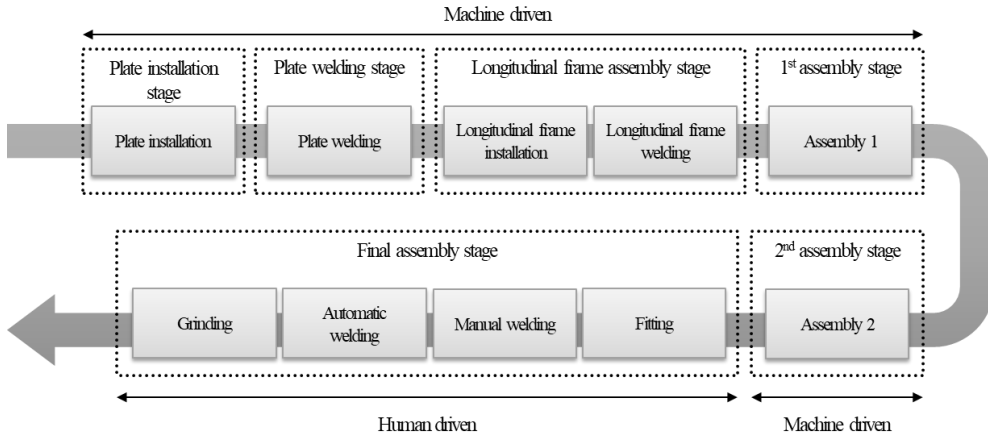 Machine driven
Plate installation
stage
Plate welding stage
Longitudinal frame assembly stage
1st assembly stage
Plate installation
Plate welding
Longitudinal frame
installation
Longitudinal frame
welding
Assembly 1
Final assembly stage
2nd assembly stage
Grinding
Automatic
welding
Manual welding
Fitting
Assembly 2
Human driven
Machine driven